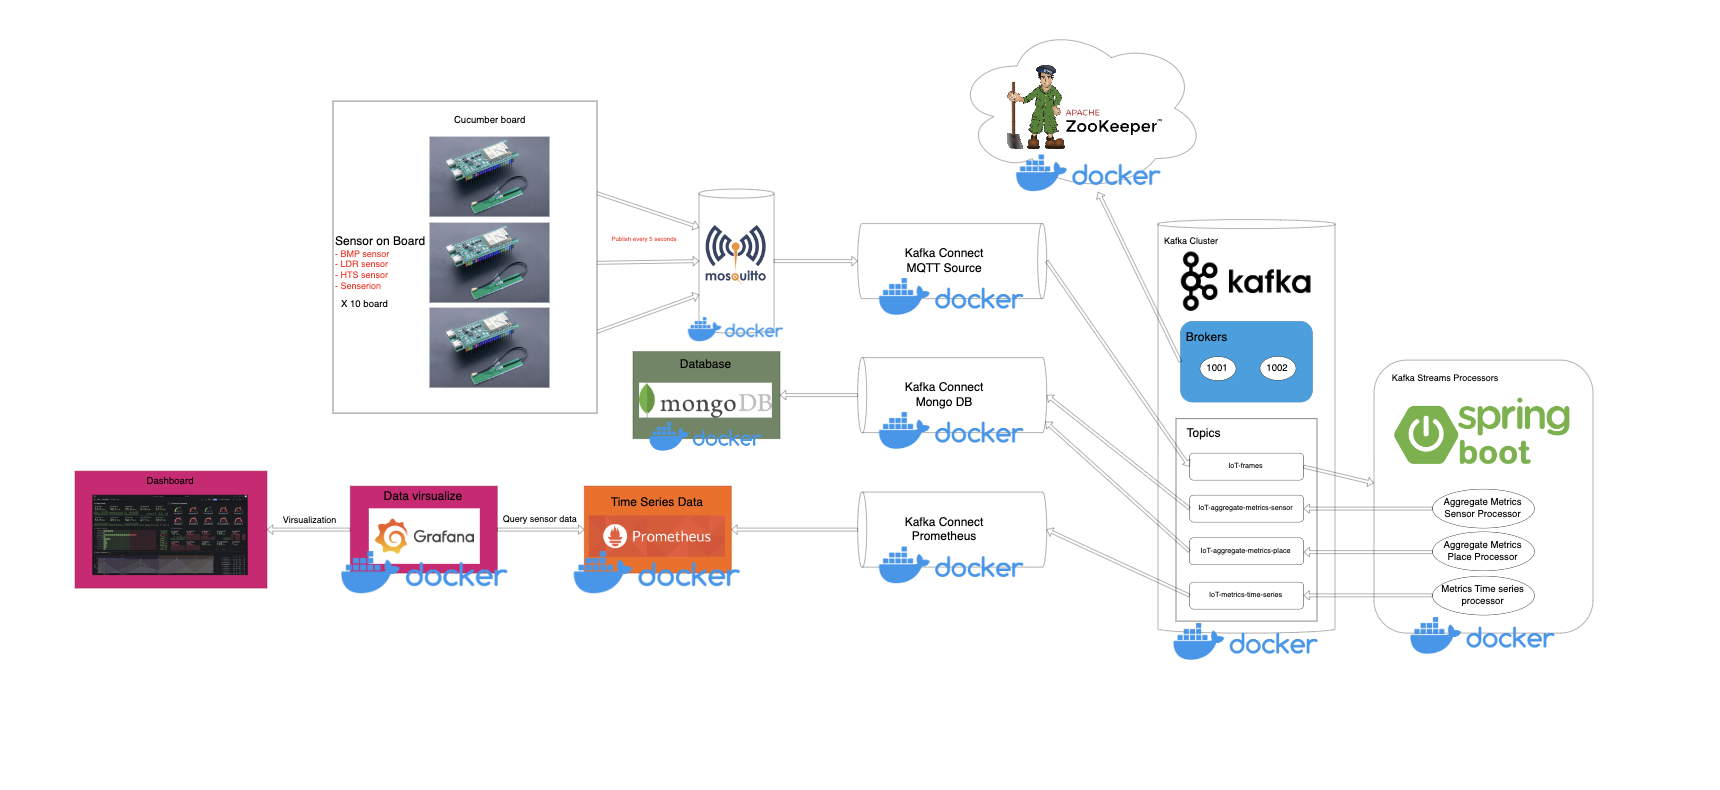 APACHE
ZooKeeper™
docker
Cucumber board
Sensor on Board
- BMP sensor
- LDR sensor
- HTS sensor
- Senserion
X 10 board
Publish every 5 seconds
mosquitto
docker
Kafka Connect
MQTT Source
docker
Kafka Cluster
kafka
Brokers
1001
1002
Database
mongoDB
docker
Kafka Connect
Mongo DB
docker
Topics
IoT-frames
IoT-aggregate-metrics-sensor
IoT-aggregate-metrics-place
IoT-metrics-time-series
docker
Kafka Streams Processors
spring
boot
Aggregate Metrics
Sensor Processor
Aggregate Metrics
Place Processor
Metrics Time series
processor
docker
Dashboard
Virsualization
Data virsualize
Grafana
docker
Query sensor data
Time Series Data
Prometheus
docker
Kafka Connect
Prometheus
docker